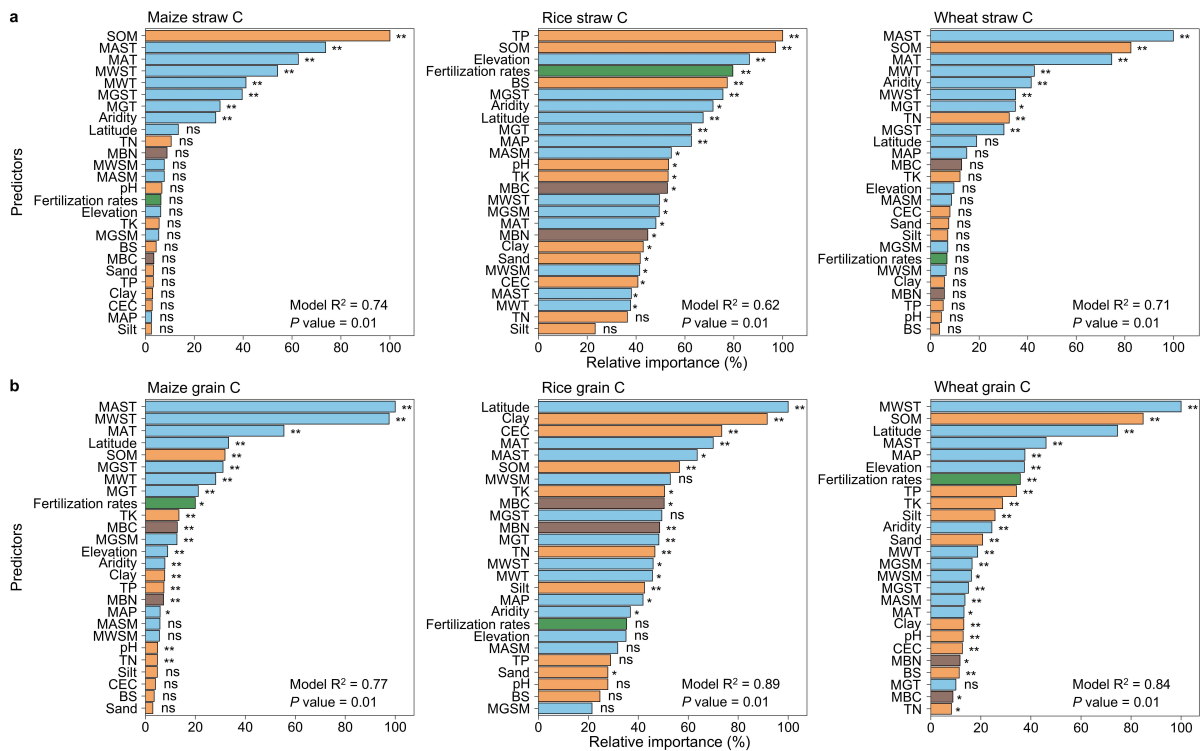 a
Maize straw C
Predictors
SOM **
MAST **
MAT **
MWST **
MWT **
MGST **
MGT **
Aridity **
Latitude ns
TN ns
MBN ns
MWSM ns
MASM ns
pH ns
Fertilization rates ns
Elevation ns
TK ns
MGSM ns
BS ns
MBC ns
Sand ns
TP ns
Clay ns
CEC ns
MAP ns
Silt ns
Model R² = 0.74
P value = 0.01
0 20 40 60 80 100
Rice straw C
TP **
SOM **
Elevation **
Fertilization rates **
BS **
MGST **
Aridity *
Latitude **
MGT **
MAP **
MASM *
pH *
TK *
MBC *
MWST *
MGSM *
MAT *
MBN *
Clay *
Sand *
MWSM *
CEC *
MAST *
MWT *
TN ns
Silt ns
Model R² = 0.62
P value = 0.01
0 20 40 60 80 100
Relative importance (%)
Wheat straw C
MAST **
SOM **
MAT **
MWT **
Aridity **
MWST **
MGT *
TN **
MGST **
Latitude ns
MAP ns
MBC ns
TK ns
Elevation ns
MASM ns
CEC ns
Sand ns
Silt ns
MGSM ns
Fertilization rates ns
MWSM ns
Clay ns
MBN ns
TP ns
pH ns
BS ns
Model R² = 0.71
P value = 0.01
0 20 40 60 80 100
b
Maize grain C
Predictors
MAST **
MWST **
MAT **
Latitude **
SOM **
MGST **
MWT **
MGT **
Fertilization rates *
TK **
MBC **
MGSM **
Elevation **
Aridity **
Clay **
TP **
MBN **
MAP *
MASM ns
MWSM ns
pH **
TN **
Silt ns
CEC ns
BS ns
Sand ns
Model R² = 0.77
P value = 0.01
0 20 40 60 80 100
Rice grain C
Latitude **
Clay **
CEC **
MAT **
MAST *
SOM **
MWSM ns
TK *
MBC *
MGST ns
MBN **
MGT **
TN **
MWST *
MWT *
Silt **
MAP *
Aridity *
Fertilization rates ns
Elevation ns
MASM ns
TP ns
Sand *
pH ns
BS ns
MGSM ns
Model R² = 0.89
P value = 0.01
0 20 40 60 80 100
Relative importance (%)
Wheat grain C
MWST **
SOM **
Latitude **
MAST **
MAP **
Elevation **
Fertilization rates **
TP **
TK **
Silt **
Aridity **
Sand **
MWT **
MGSM **
MWSM *
MGST **
MASM **
MAT *
Clay **
pH **
CEC **
MBN *
BS **
MGT ns
MBC *
TN *
Model R² = 0.84
P value = 0.01
0 20 40 60 80 100